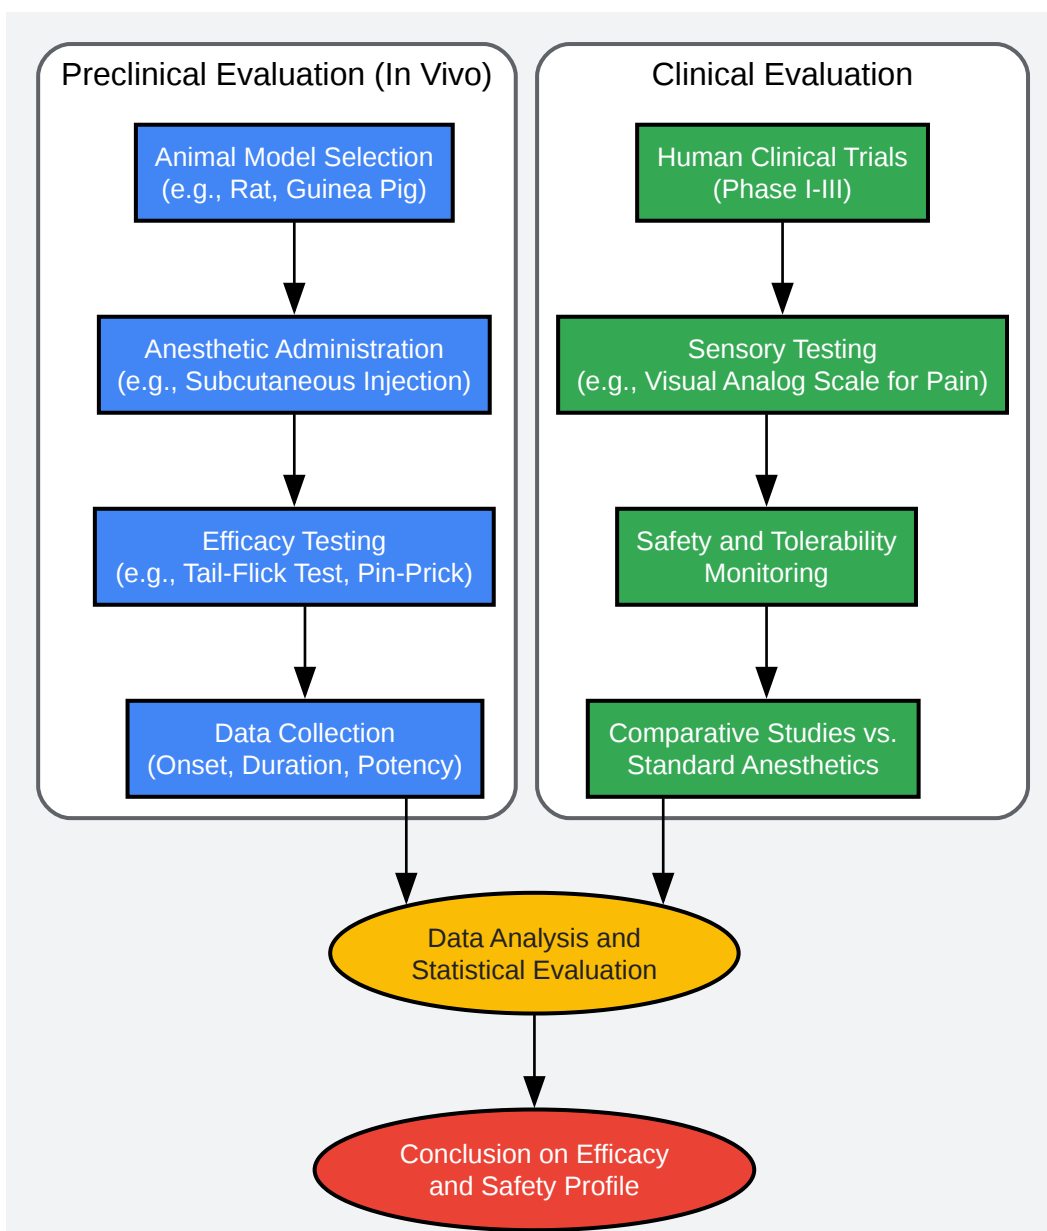 Preclinical Evaluation (In Vivo)
Animal Model Selection
(e.g., Rat, Guinea Pig)
Anesthetic Administration
(e.g., Subcutaneous Injection)
Efficacy Testing
(e.g., Tail-Flick Test, Pin-Prick)
Data Collection
(Onset, Duration, Potency)
Clinical Evaluation
Human Clinical Trials
(Phase I-III)
Sensory Testing
(e.g., Visual Analog Scale for Pain)
Safety and Tolerability
Monitoring
Comparative Studies vs.
Standard Anesthetics
Data Analysis and
Statistical Evaluation
Conclusion on Efficacy
and Safety Profile